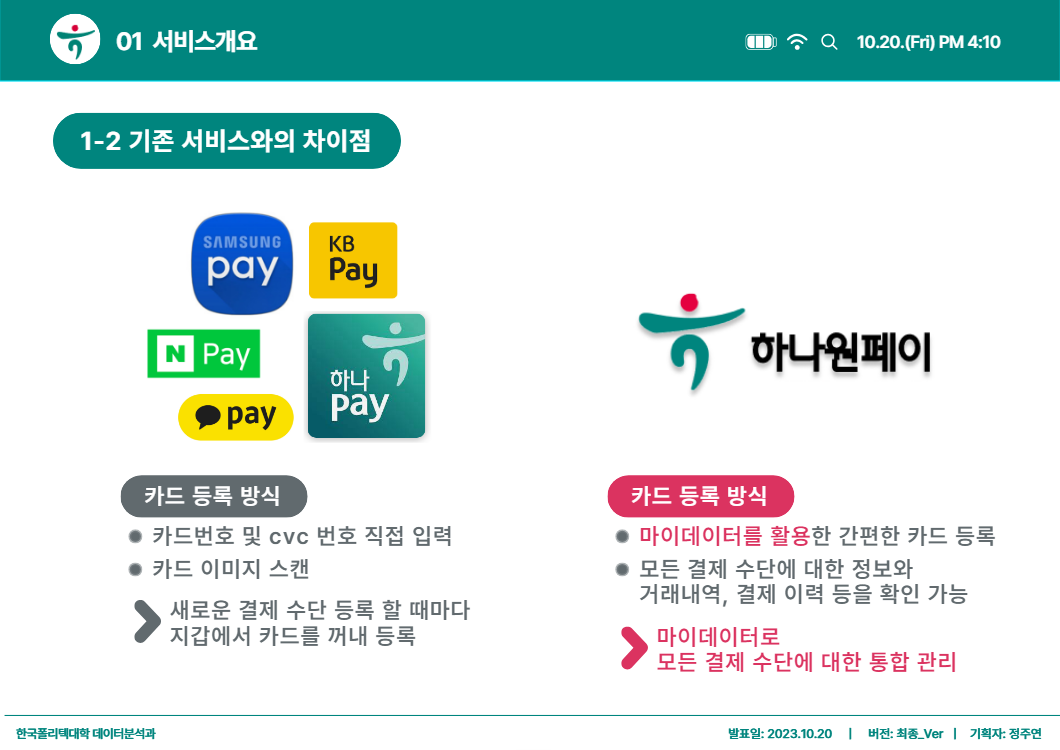 01 서비스개요
10.20.(Fri) PM 4:10
1-2 기존 서비스와의 차이점
SAMSUNG
pay
KB
Pay
N Pay
하나
pay
pay
하나원페이
카드 등록 방식
카드번호 및 cvc 번호 직접 입력
카드 이미지 스캔
새로운 결제 수단 등록 할 때마다
지갑에서 카드를 꺼내 등록
카드 등록 방식
마이데이터를 활용한 간편한 카드 등록
모든 결제 수단에 대한 정보와
거래내역, 결제 이력 등을 확인 가능
마이데이터로
모든 결제 수단에 대한 통합 관리
한국폴리텍대학 데이터분석과
발표일: 2023.10.20 | 버전: 최종_Ver | 기획자: 정주연